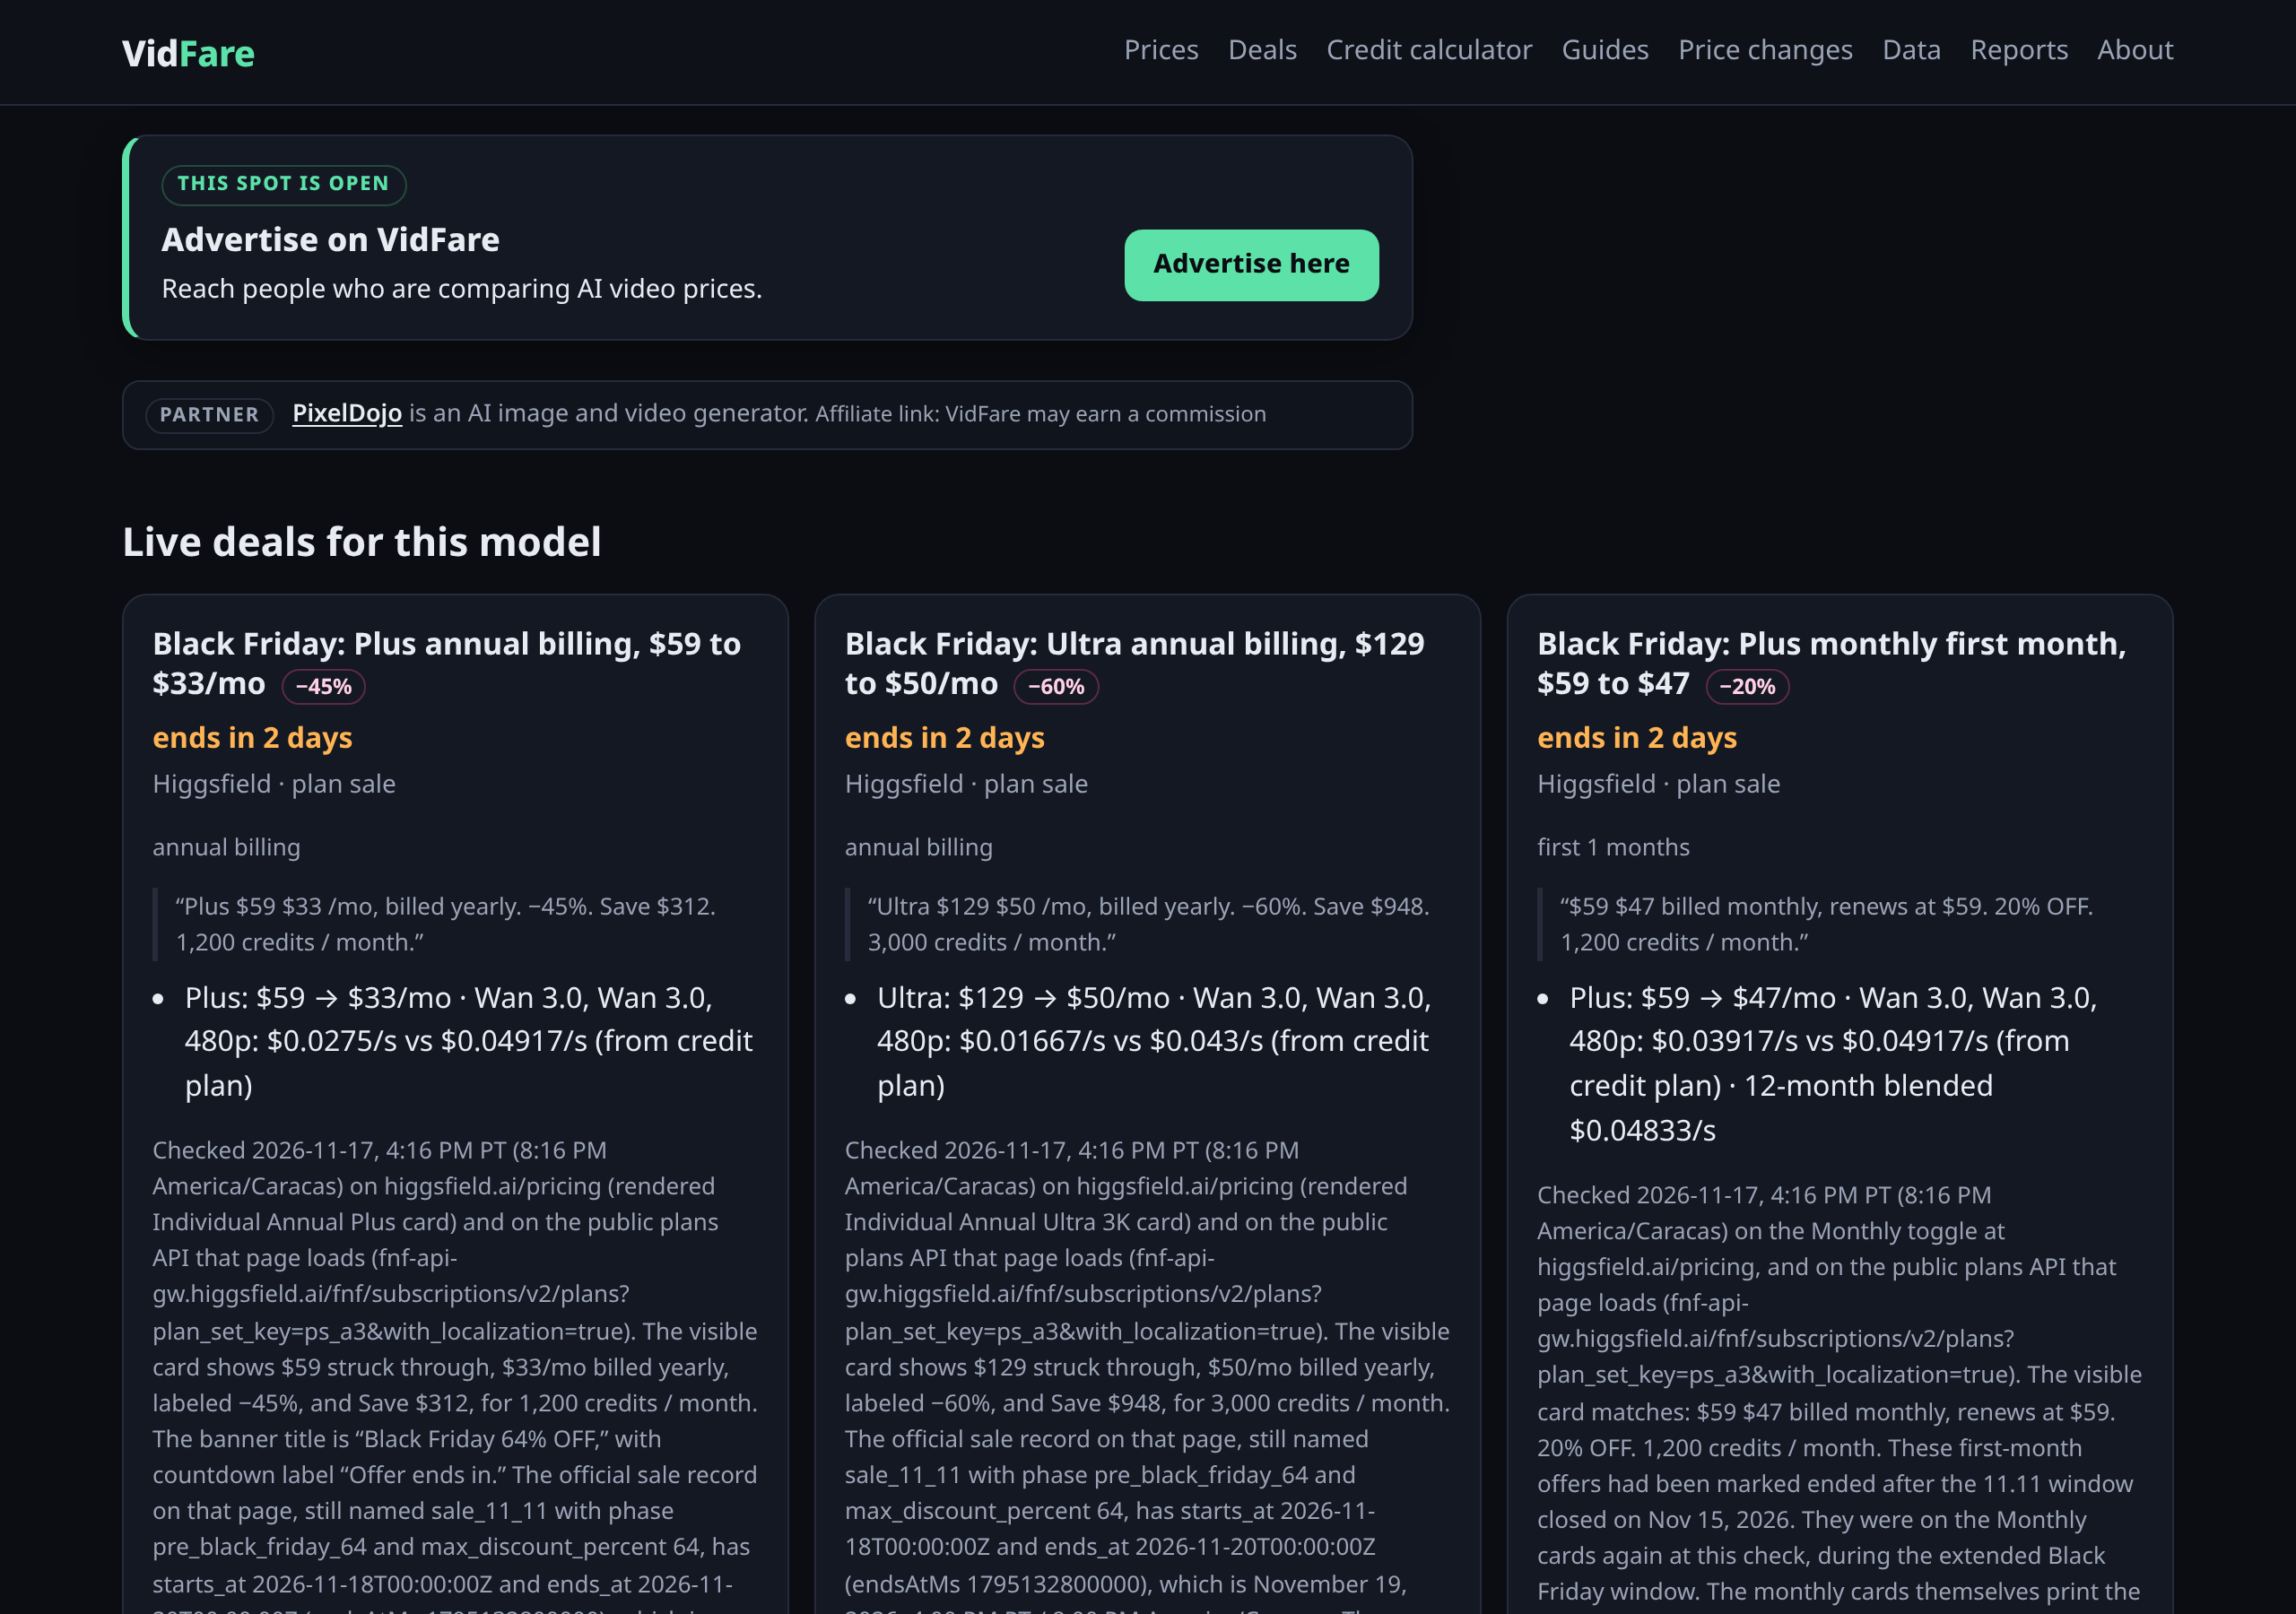 VidFare
Prices Deals Credit calculator Guides Price changes Data Reports About
THIS SPOT IS OPEN
Advertise on VidFare
Reach people who are comparing AI video prices.
Advertise here
PARTNER PixelDojo is an AI image and video generator. Affiliate link: VidFare may earn a commission
Live deals for this model
Black Friday: Plus annual billing, $59 to
$33/mo −45%
ends in 2 days
Higgsfield · plan sale
annual billing
“Plus $59 $33 /mo, billed yearly. −45%. Save $312.
1,200 credits / month.”
• Plus: $59 → $33/mo · Wan 3.0, Wan 3.0,
480p: $0.0275/s vs $0.04917/s (from credit
plan)
Checked 2026-11-17, 4:16 PM PT (8:16 PM
America/Caracas) on higgsfield.ai/pricing (rendered
Individual Annual Plus card) and on the public plans
API that page loads (fnf-api-
gw.higgsfield.ai/fnf/subscriptions/v2/plans?
plan_set_key=ps_a3&with_localization=true). The visible
card shows $59 struck through, $33/mo billed yearly,
labeled −45%, and Save $312, for 1,200 credits / month.
The banner title is “Black Friday 64% OFF,” with
countdown label “Offer ends in.” The official sale record
on that page, still named sale_11_11 with phase
pre_black_friday_64 and max_discount_percent 64, has
starts_at 2026-11-18T00:00:00Z and ends_at 2026-11-
Black Friday: Ultra annual billing, $129
to $50/mo −60%
ends in 2 days
Higgsfield · plan sale
annual billing
“Ultra $129 $50 /mo, billed yearly. −60%. Save $948.
3,000 credits / month.”
• Ultra: $129 → $50/mo · Wan 3.0, Wan 3.0,
480p: $0.01667/s vs $0.043/s (from credit
plan)
Checked 2026-11-17, 4:16 PM PT (8:16 PM
America/Caracas) on higgsfield.ai/pricing (rendered
Individual Annual Ultra 3K card) and on the public
plans API that page loads (fnf-api-
gw.higgsfield.ai/fnf/subscriptions/v2/plans?
plan_set_key=ps_a3&with_localization=true). The visible
card shows $129 struck through, $50/mo billed yearly,
labeled −60%, and Save $948, for 3,000 credits / month.
The official sale record on that page, still named
sale_11_11 with phase pre_black_friday_64 and
max_discount_percent 64, has starts_at 2026-11-
18T00:00:00Z and ends_at 2026-11-20T00:00:00Z
(endsAtMs 1795132800000), which is November 19,
Black Friday: Plus monthly first month,
$59 to $47 −20%
ends in 2 days
Higgsfield · plan sale
first 1 months
“$59 $47 billed monthly, renews at $59. 20% OFF.
1,200 credits / month.”
• Plus: $59 → $47/mo · Wan 3.0, Wan 3.0,
480p: $0.03917/s vs $0.04917/s (from
credit plan) · 12-month blended
$0.04833/s
Checked 2026-11-17, 4:16 PM PT (8:16 PM
America/Caracas) on the Monthly toggle at
higgsfield.ai/pricing, and on the public plans API that
page loads (fnf-api-
gw.higgsfield.ai/fnf/subscriptions/v2/plans?
plan_set_key=ps_a3&with_localization=true). The visible
card matches: $59 $47 billed monthly, renews at $59.
20% OFF. 1,200 credits / month. These first-month
offers had been marked ended after the 11.11 window
closed on Nov 15, 2026. They were on the Monthly
cards again at this check, during the extended Black
Friday window. The monthly cards themselves print the